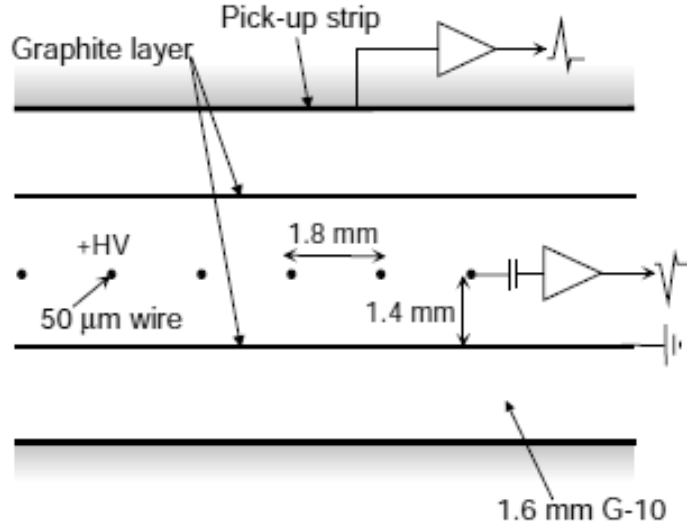 Pick-up strip
Graphite layer
+HV
1.8 mm
50 μm wire
1.4 mm
1.6 mm G-10